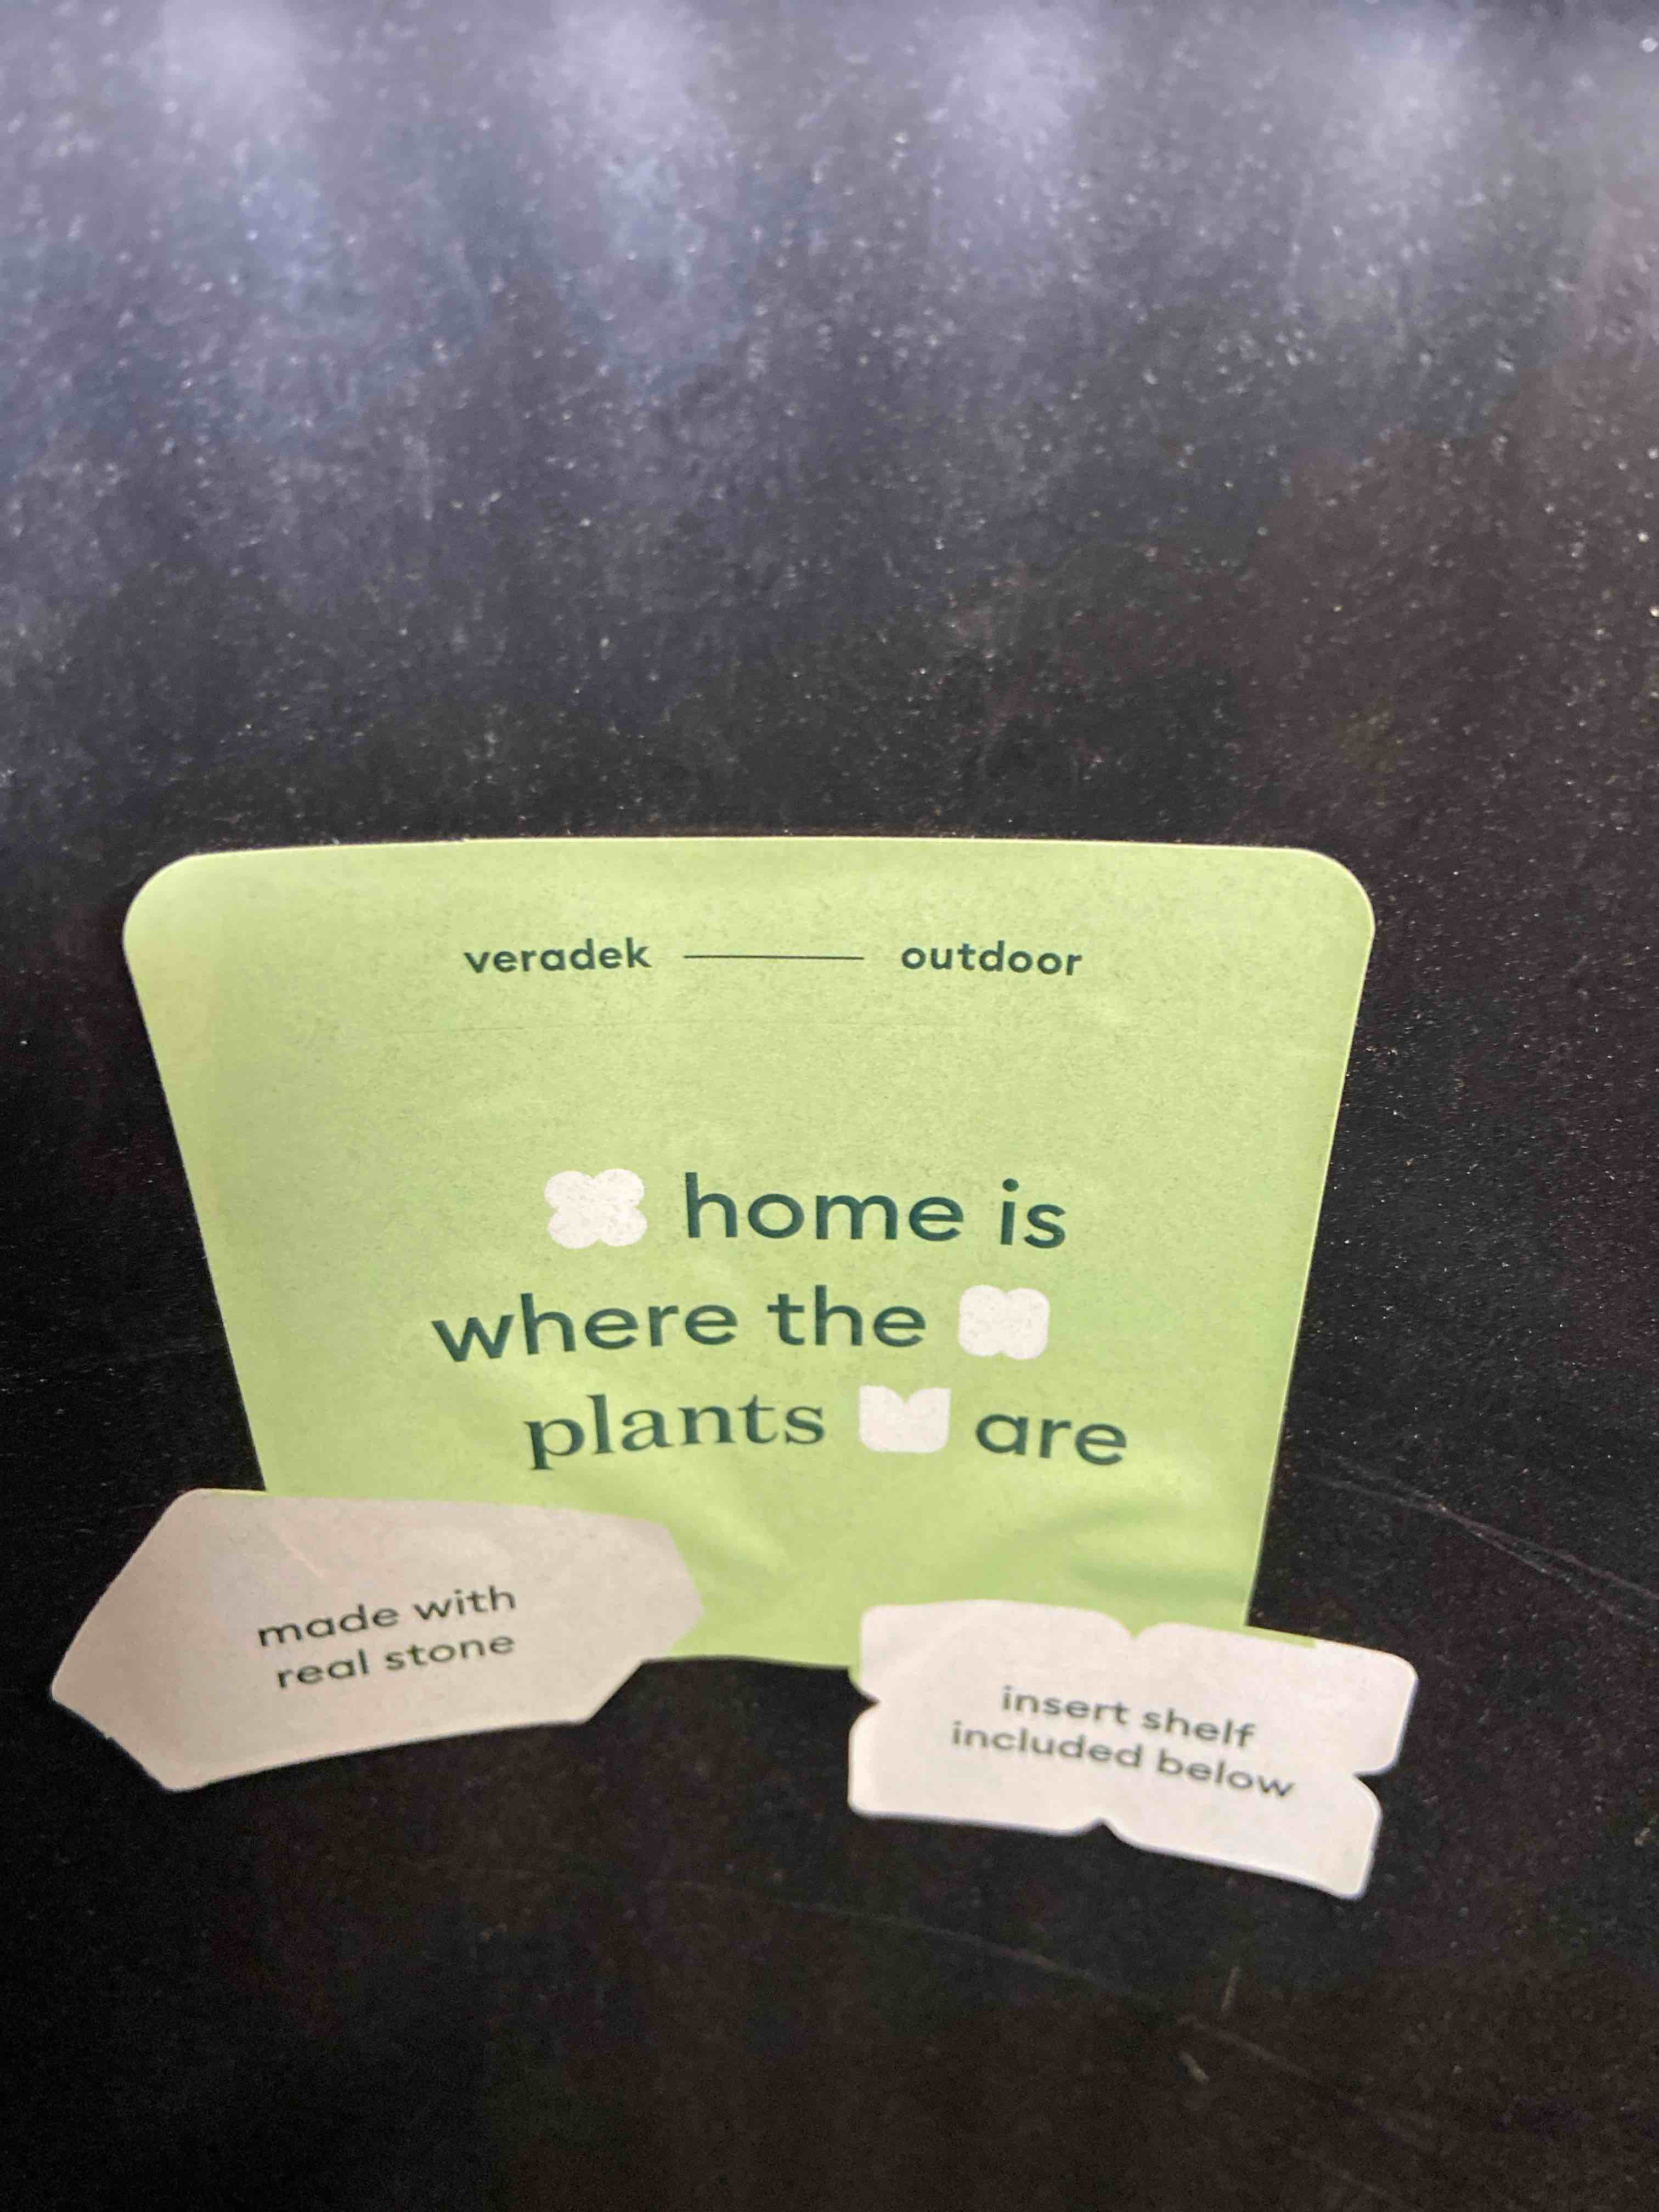 veradek outdoor
home is
where the
plants are
made with
real stone
insert shelf
included below